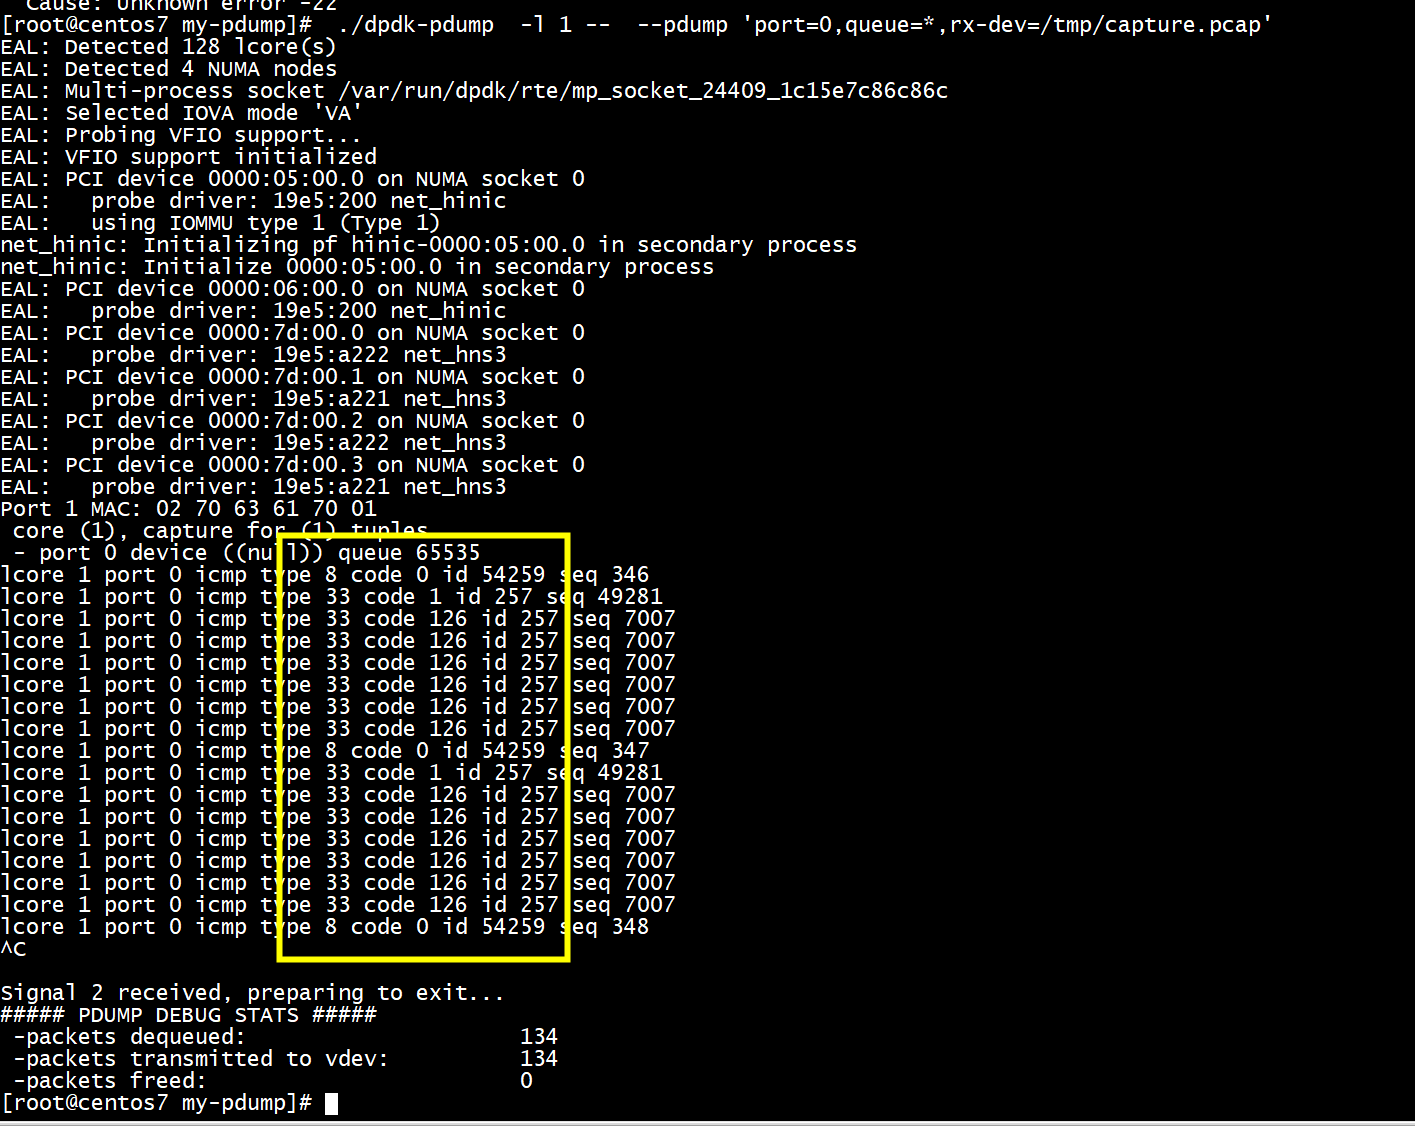 Cause: Unknown error -22
[root@centos7 my-pdump]#  ./dpdk-pdump  -l 1 --  --pdump 'port=0,queue=*,rx-dev=/tmp/capture.pcap'
EAL: Detected 128 lcore(s)
EAL: Detected 4 NUMA nodes
EAL: Multi-process socket /var/run/dpdk/rte/mp_socket_24409_1c15e7c86c86c
EAL: Selected IOVA mode 'VA'
EAL: Probing VFIO support...
EAL: VFIO support initialized
EAL: PCI device 0000:05:00.0 on NUMA socket 0
EAL:   probe driver: 19e5:200 net_hinic
EAL:   using IOMMU type 1 (Type 1)
net_hinic: Initializing pf hinic-0000:05:00.0 in secondary process
net_hinic: Initialize 0000:05:00.0 in secondary process
EAL: PCI device 0000:06:00.0 on NUMA socket 0
EAL:   probe driver: 19e5:200 net_hinic
EAL: PCI device 0000:7d:00.0 on NUMA socket 0
EAL:   probe driver: 19e5:a222 net_hns3
EAL: PCI device 0000:7d:00.1 on NUMA socket 0
EAL:   probe driver: 19e5:a221 net_hns3
EAL: PCI device 0000:7d:00.2 on NUMA socket 0
EAL:   probe driver: 19e5:a222 net_hns3
EAL: PCI device 0000:7d:00.3 on NUMA socket 0
EAL:   probe driver: 19e5:a221 net_hns3
Port 1 MAC: 02 70 63 61 70 01
 core (1), capture for (1) tuples
 - port 0 device ((null)) queue 65535
lcore 1 port 0 icmp type 8 code 0 id 54259 seq 346
lcore 1 port 0 icmp type 33 code 1 id 257 seq 49281
lcore 1 port 0 icmp type 33 code 126 id 257 seq 7007
lcore 1 port 0 icmp type 33 code 126 id 257 seq 7007
lcore 1 port 0 icmp type 33 code 126 id 257 seq 7007
lcore 1 port 0 icmp type 33 code 126 id 257 seq 7007
lcore 1 port 0 icmp type 33 code 126 id 257 seq 7007
lcore 1 port 0 icmp type 33 code 126 id 257 seq 7007
lcore 1 port 0 icmp type 8 code 0 id 54259 seq 347
lcore 1 port 0 icmp type 33 code 1 id 257 seq 49281
lcore 1 port 0 icmp type 33 code 126 id 257 seq 7007
lcore 1 port 0 icmp type 33 code 126 id 257 seq 7007
lcore 1 port 0 icmp type 33 code 126 id 257 seq 7007
lcore 1 port 0 icmp type 33 code 126 id 257 seq 7007
lcore 1 port 0 icmp type 33 code 126 id 257 seq 7007
lcore 1 port 0 icmp type 33 code 126 id 257 seq 7007
lcore 1 port 0 icmp type 8 code 0 id 54259 seq 348
^C
Signal 2 received, preparing to exit...
##### PDUMP DEBUG STATS #####
 -packets dequeued:                     134
 -packets transmitted to vdev:          134
 -packets freed:                        0
[root@centos7 my-pdump]#